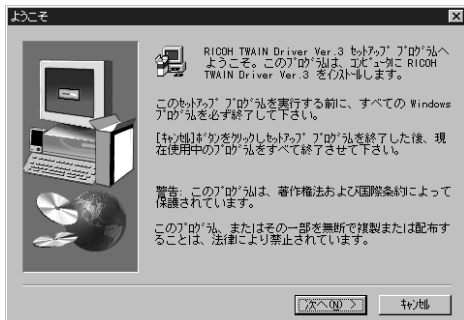 ようこそ
RICOH TWAIN Driver Ver.3 ｾｯﾄｱｯﾌﾟ ﾌﾟﾛｸﾞﾗﾑへ
ようこそ。このﾌﾟﾛｸﾞﾗﾑは、ｺﾝﾋﾟｭｰﾀに RICOH
TWAIN Driver Ver.3 をｲﾝｽﾄｰﾙします。
このｾｯﾄｱｯﾌﾟ ﾌﾟﾛｸﾞﾗﾑを実行する前に、すべての Windows
ﾌﾟﾛｸﾞﾗﾑを必ず終了して下さい。
[ｷｬﾝｾﾙ]ﾎﾞﾀﾝをｸﾘｯｸしｾｯﾄｱｯﾌﾟ ﾌﾟﾛｸﾞﾗﾑを終了した後、現
在使用中のﾌﾟﾛｸﾞﾗﾑをすべて終了させて下さい。
警告: このﾌﾟﾛｸﾞﾗﾑは、著作権法および国際条約によって
保護されています。
このﾌﾟﾛｸﾞﾗﾑ、またはその一部を無断で複製または配布す
ることは、法律により禁止されています。
次へ(N) >
ｷｬﾝｾﾙ